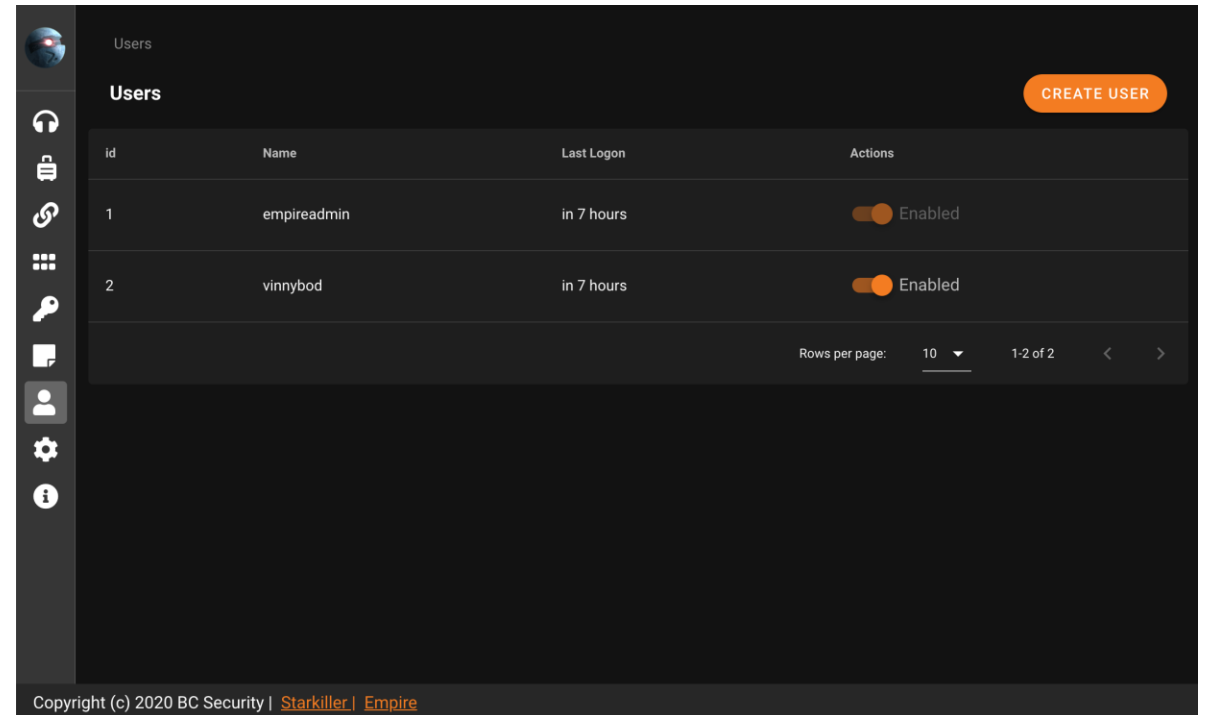 Users
Users
CREATE USER
id Name Last Logon Actions
1 empireadmin in 7 hours Enabled
2 vinnybod in 7 hours Enabled
Rows per page: 10 1-2 of 2
Copyright (c) 2020 BC Security | Starkiller | Empire